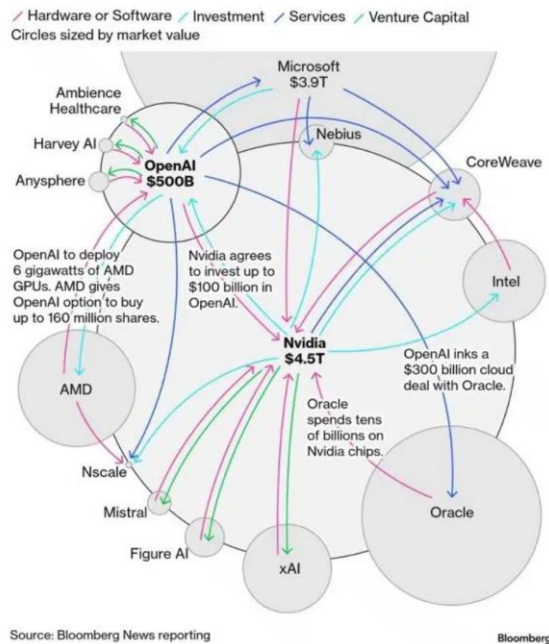 Hardware or Software / Investment / Services / Venture Capital
Circles sized by market value
Microsoft
$3.9T
Ambience
Healthcare
Harvey AI
Anysphere
OpenAI
$500B
Nebius
CoreWeave
OpenAI to deploy
6 gigawatts of AMD
GPUs. AMD gives
OpenAI option to buy
up to 160 million shares.
Nvidia agrees
to invest up to
$100 billion in
OpenAI.
Intel
Nvidia
$4.5T
OpenAI inks a
$300 billion cloud
deal with Oracle.
AMD
Oracle
spends tens
of billions on
Nvidia chips.
Nscale
Mistral
Oracle
Figure AI
xAI
Source: Bloomberg News reporting
Bloomberg